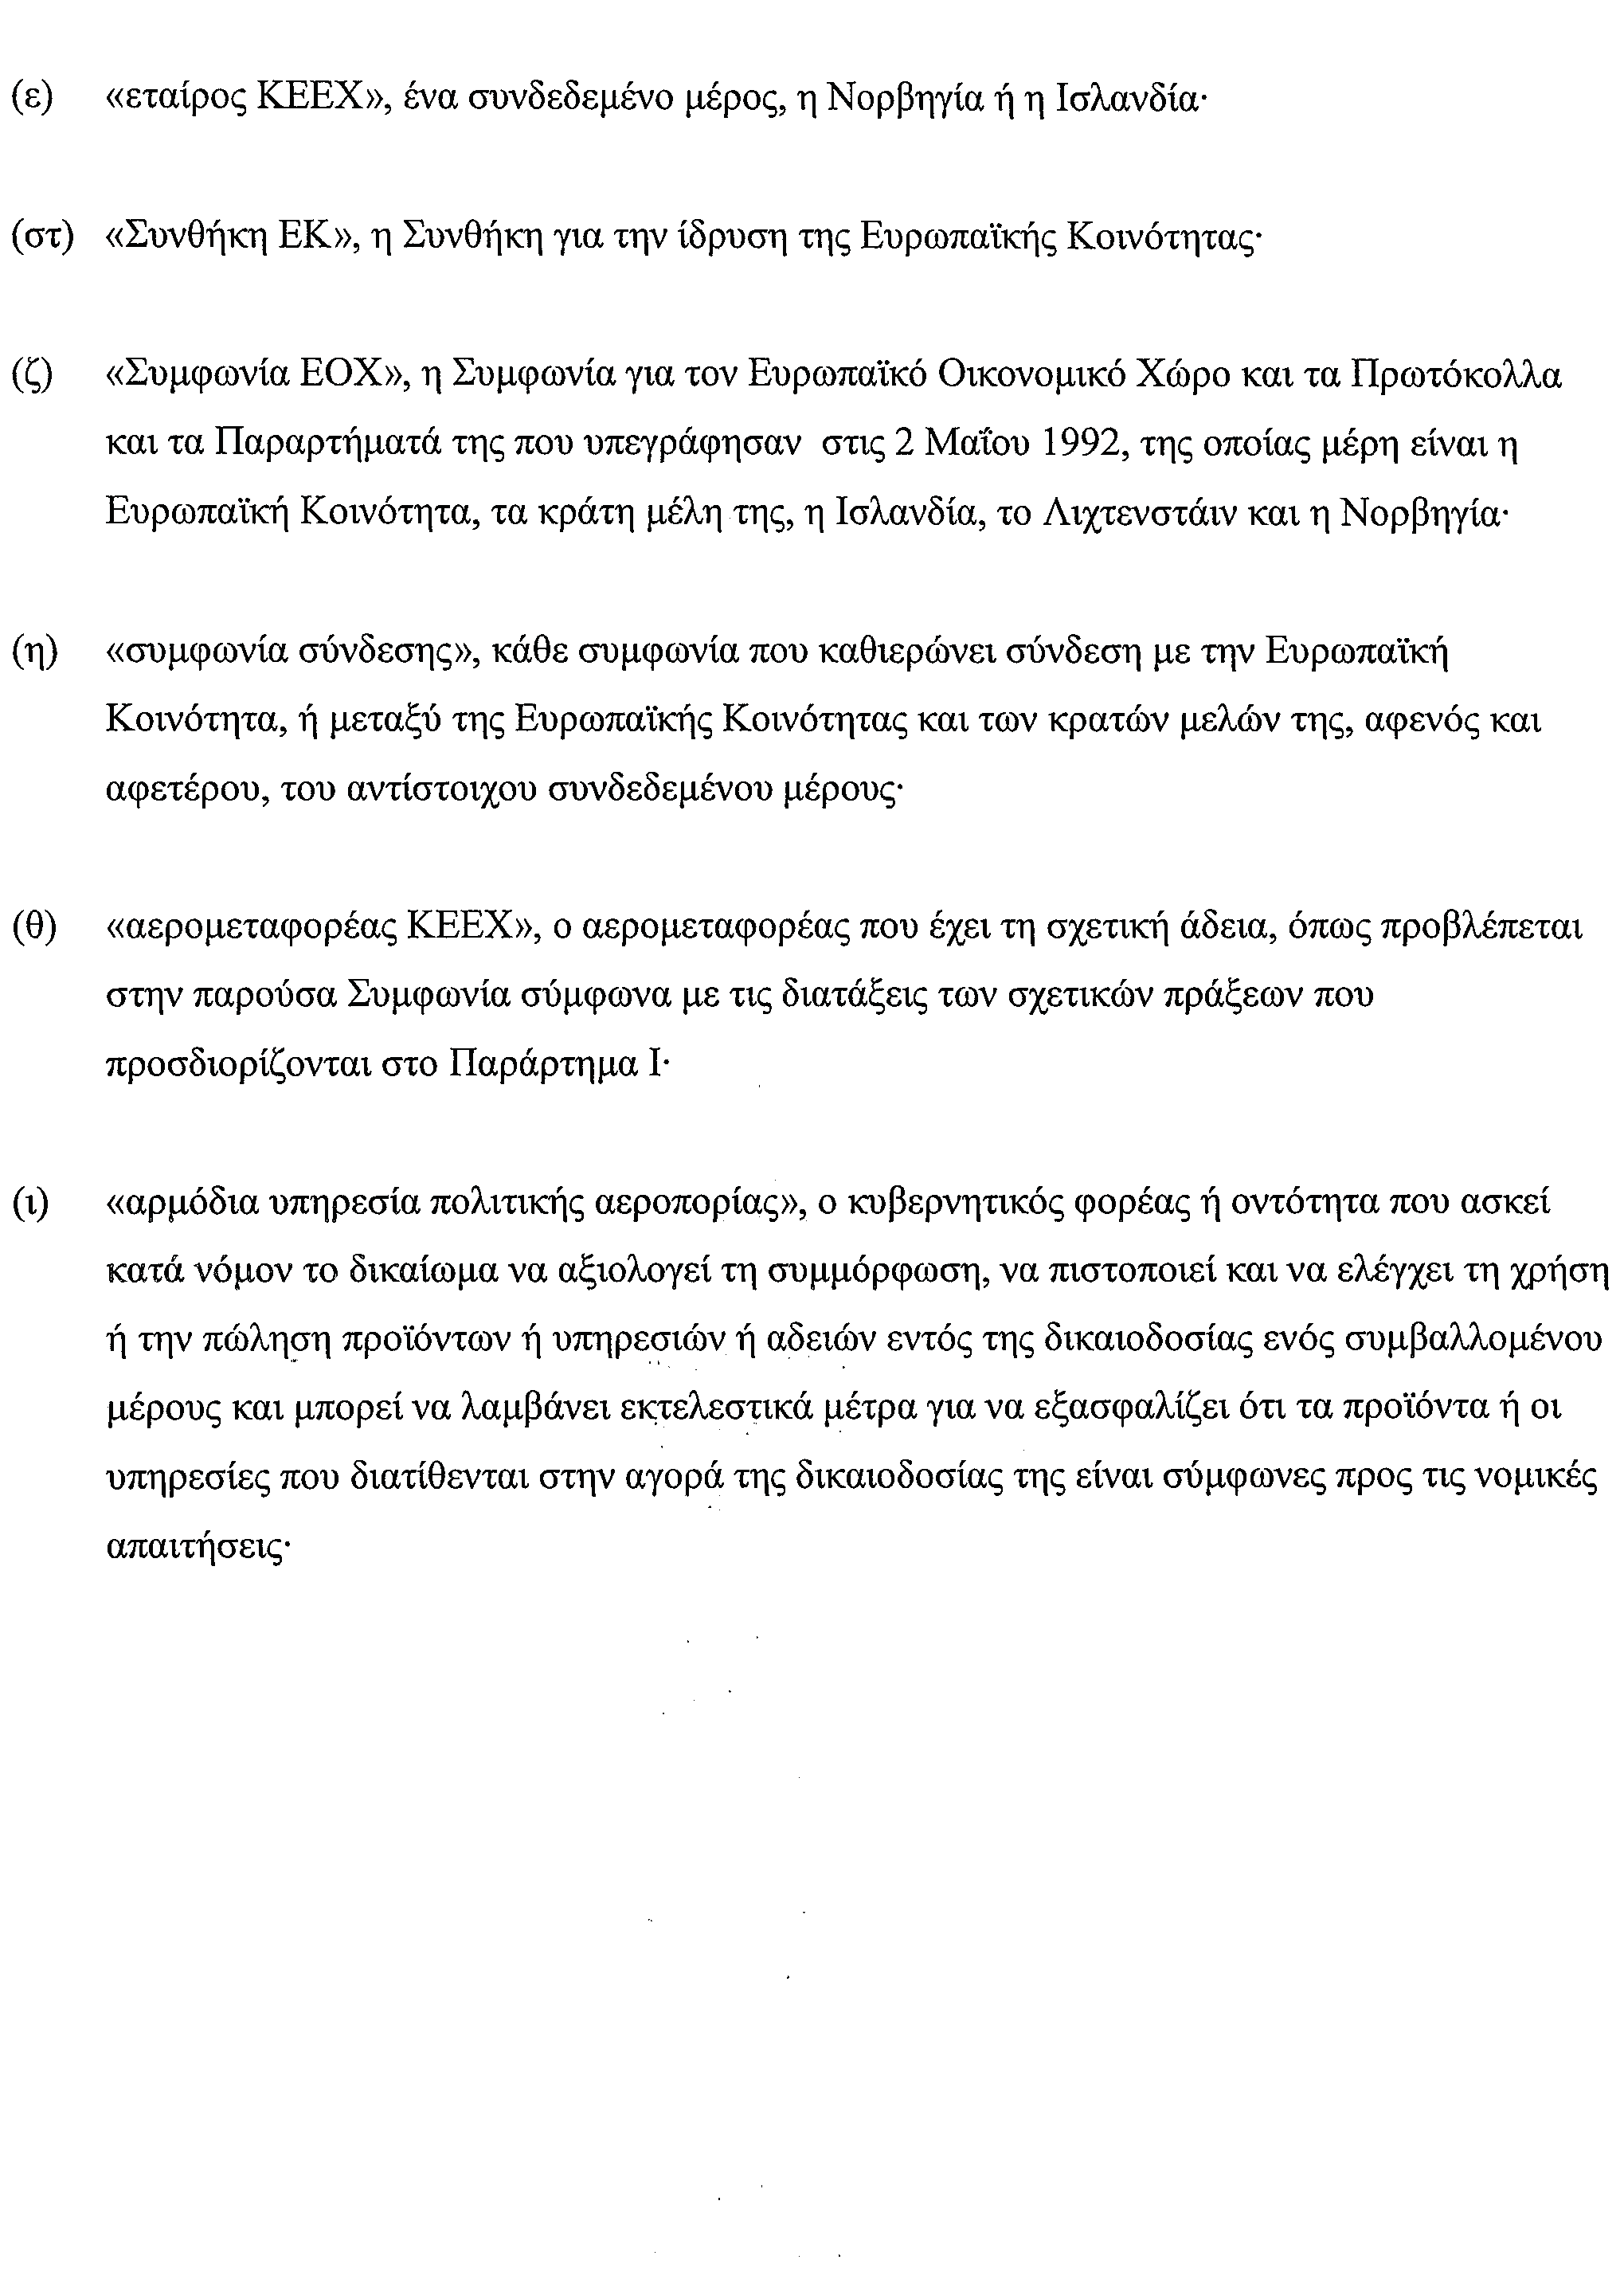 (ε) «εταίρος ΚΕΕΧ», ένα συνδεδεμένο μέρος, η Νορβηγία ή η Ισλανδία·
(στ) «Συνθήκη ΕΚ», η Συνθήκη για την ίδρυση της Ευρωπαϊκής Κοινότητας·
(ζ) «Συμφωνία ΕΟΧ», η Συμφωνία για τον Ευρωπαϊκό Οικονομικό Χώρο και τα Πρωτόκολλα
και τα Παραρτήματά της που υπεγράφησαν στις 2 Μαΐου 1992, της οποίας μέρη είναι η
Ευρωπαϊκή Κοινότητα, τα κράτη μέλη της, η Ισλανδία, το Λιχτενστάιν και η Νορβηγία·
(η) «συμφωνία σύνδεσης», κάθε συμφωνία που καθιερώνει σύνδεση με την Ευρωπαϊκή
Κοινότητα, ή μεταξύ της Ευρωπαϊκής Κοινότητας και των κρατών μελών της, αφενός και
αφετέρου, του αντίστοιχου συνδεδεμένου μέρους·
(θ) «αερομεταφορέας ΚΕΕΧ», ο αερομεταφορέας που έχει τη σχετική άδεια, όπως προβλέπεται
στην παρούσα Συμφωνία σύμφωνα με τις διατάξεις των σχετικών πράξεων που
προσδιορίζονται στο Παράρτημα Ι·
(ι) «αρμόδια υπηρεσία πολιτικής αεροπορίας», ο κυβερνητικός φορέας ή οντότητα που ασκεί
κατά νόμον το δικαίωμα να αξιολογεί τη συμμόρφωση, να πιστοποιεί και να ελέγχει τη χρήση
ή την πώληση προϊόντων ή υπηρεσιών ή αδειών εντός της δικαιοδοσίας ενός συμβαλλομένου
μέρους και μπορεί να λαμβάνει εκτελεστικά μέτρα για να εξασφαλίζει ότι τα προϊόντα ή οι
υπηρεσίες που διατίθενται στην αγορά της δικαιοδοσίας της είναι σύμφωνες προς τις νομικές
απαιτήσεις·